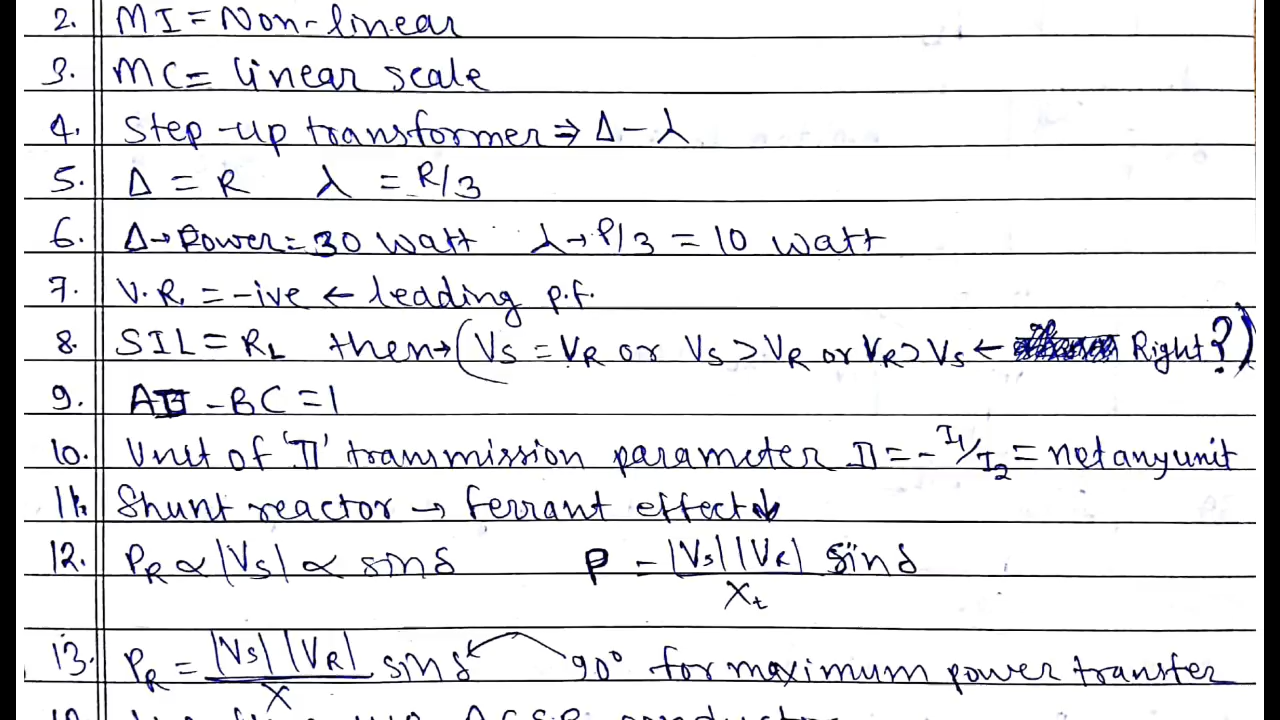 2. MI = Non-linear
3. MC = linear scale
4. Step-up transformer ⇒ Δ - λ
5. Δ = R λ = R/3
6. Δ → Power = 30 watt λ → P/3 = 10 watt
7. V.R. = -ive ← leading p.f.
8. SIL = RL then → (VS = VR or VS > VR or VR > VS ← Right?)
9. AD - BC = 1
10. Unit of 'D' transmission parameter D = - I1/I2 = not any unit
11. Shunt reactor → ferrant effect ↓
12. PR ∝ |VS| ∝ sinδ P = |VS| |VR| / Xt sinδ
13. PR = |VS| |VR| / X sinδ 90° for maximum power transfer